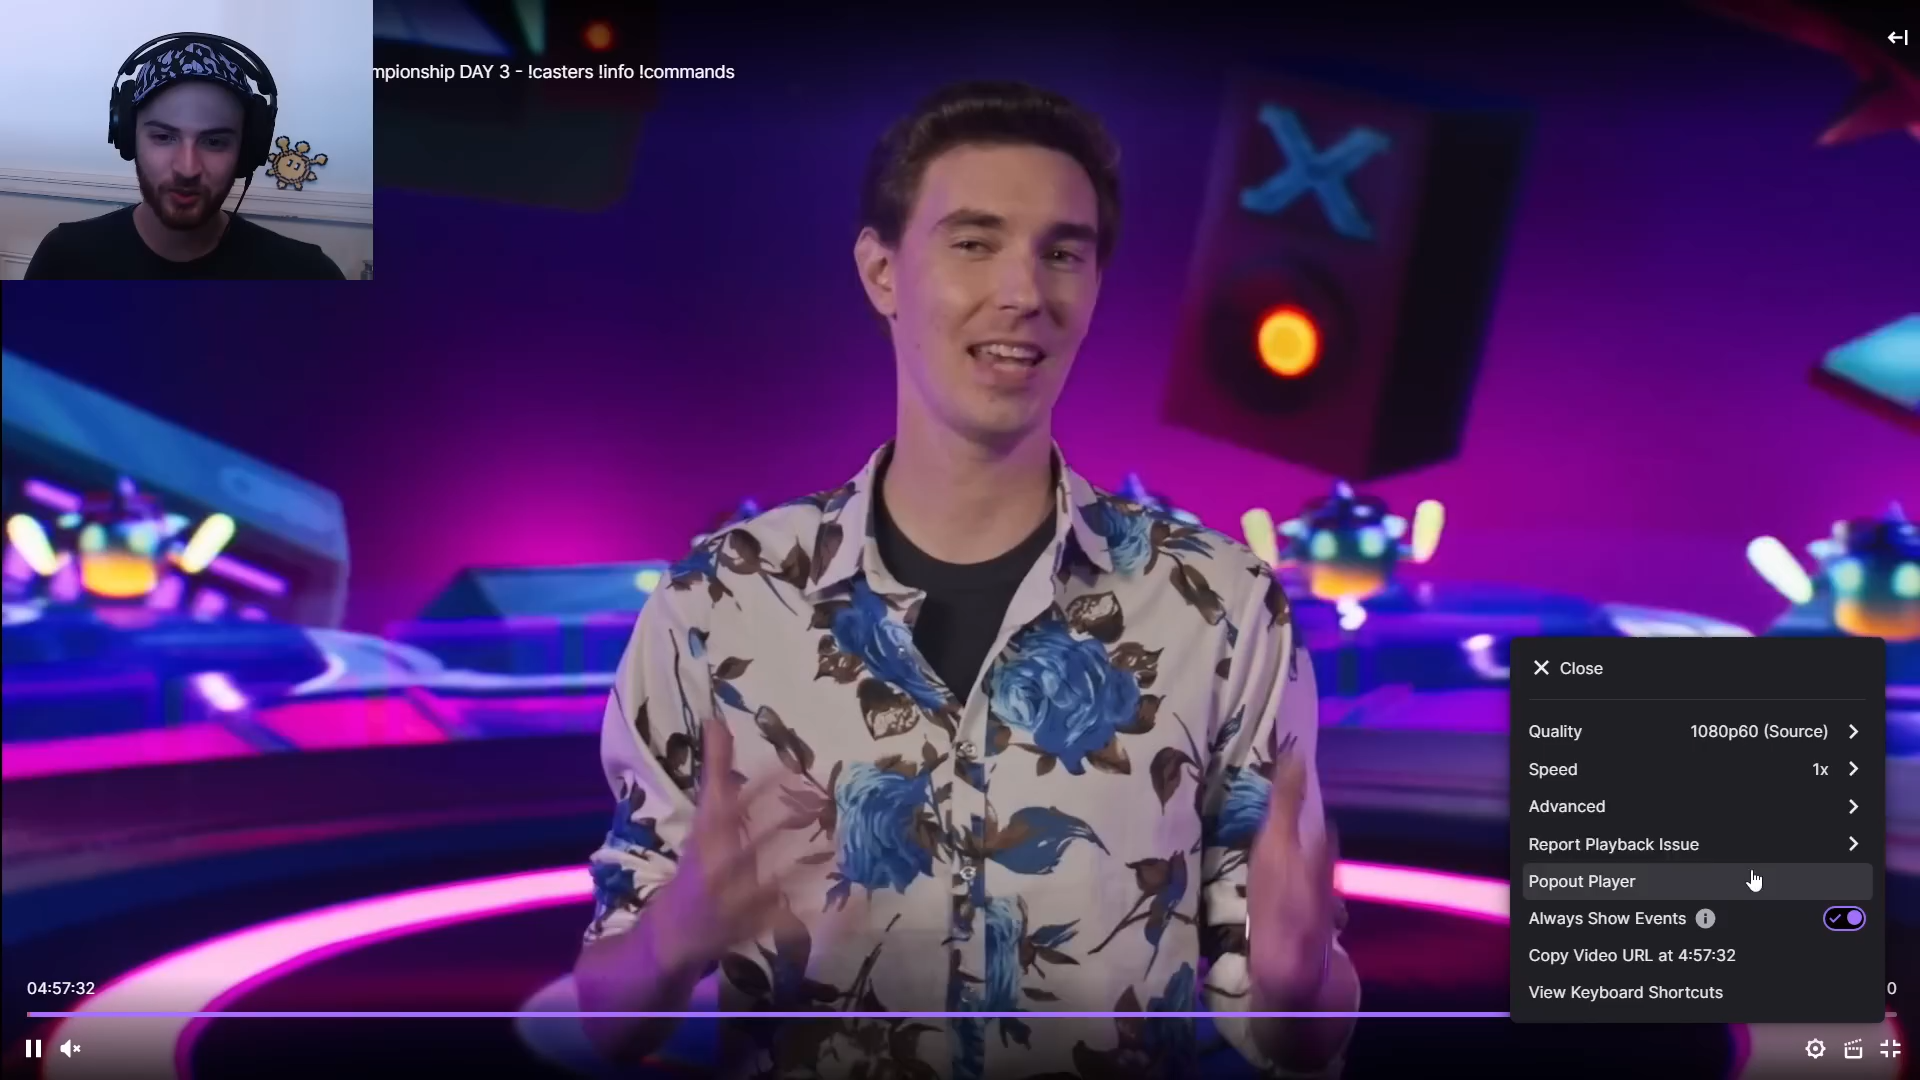 mpionship DAY 3 - !casters !info !commands
X
Close
Quality 1080p60 (Source)
Speed 1x
Advanced
Report Playback Issue
Popout Player
Always Show Events
Copy Video URL at 4:57:32
View Keyboard Shortcuts
04:57:32
0